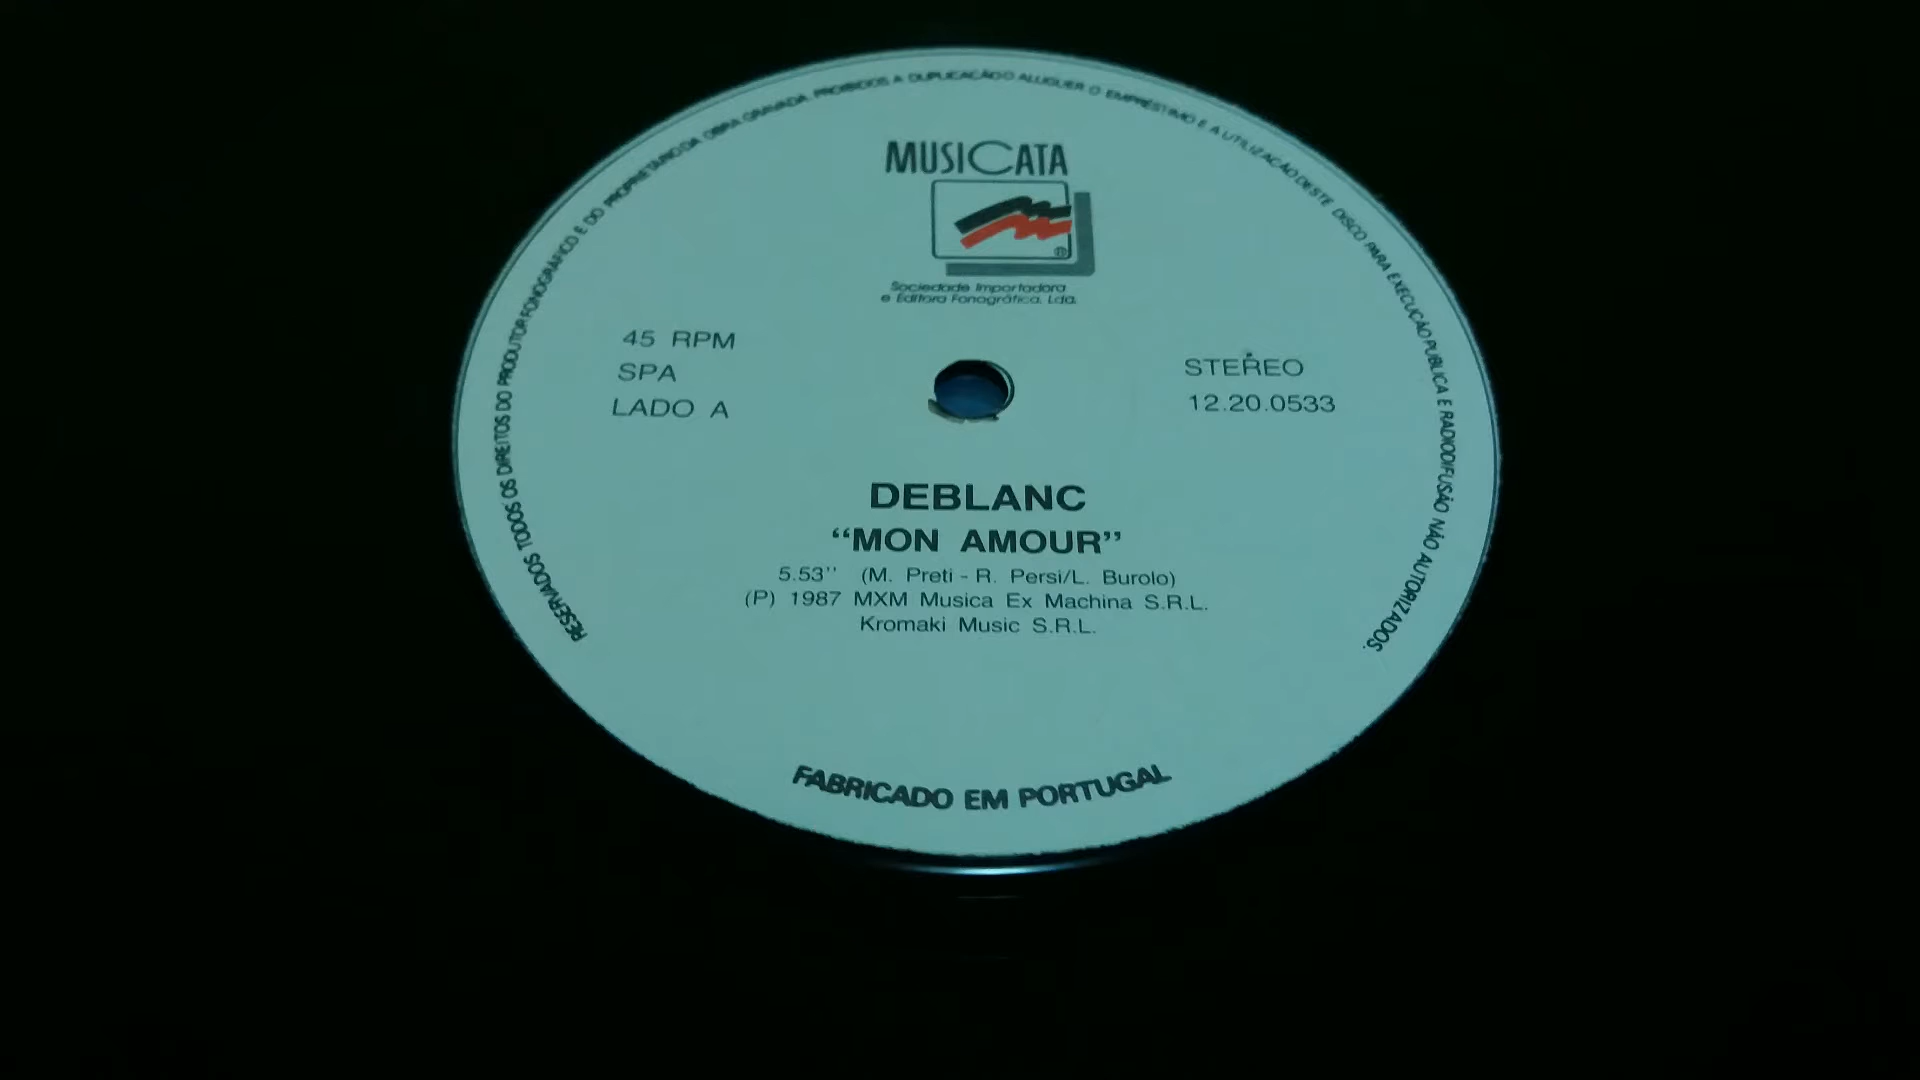 RESERVADOS TODOS OS DIREITOS DO PRODUTOR FONOGRÁFICO E DO PROPRIETÁRIO DA OBRA GRAVADA. PROIBIDOS A DUPLICAÇÃO O ALUGUER O EMPRÉSTIMO E A UTILIZAÇÃO DESTE DISCO PARA EXECUÇÃO PÚBLICA E RADIODIFUSÃO NÃO AUTORIZADOS.
MUSICATA
®
Sociedade Importadora
e Editora Fonográfica, Lda.
45 RPM
SPA
LADO A
STEREO
12.20.0533
DEBLANC
“MON AMOUR”
5.53'' (M. Preti - R. Persi/L. Burolo)
(P) 1987 MXM Musica Ex Machina S.R.L.
Kromaki Music S.R.L.
FABRICADO EM PORTUGAL